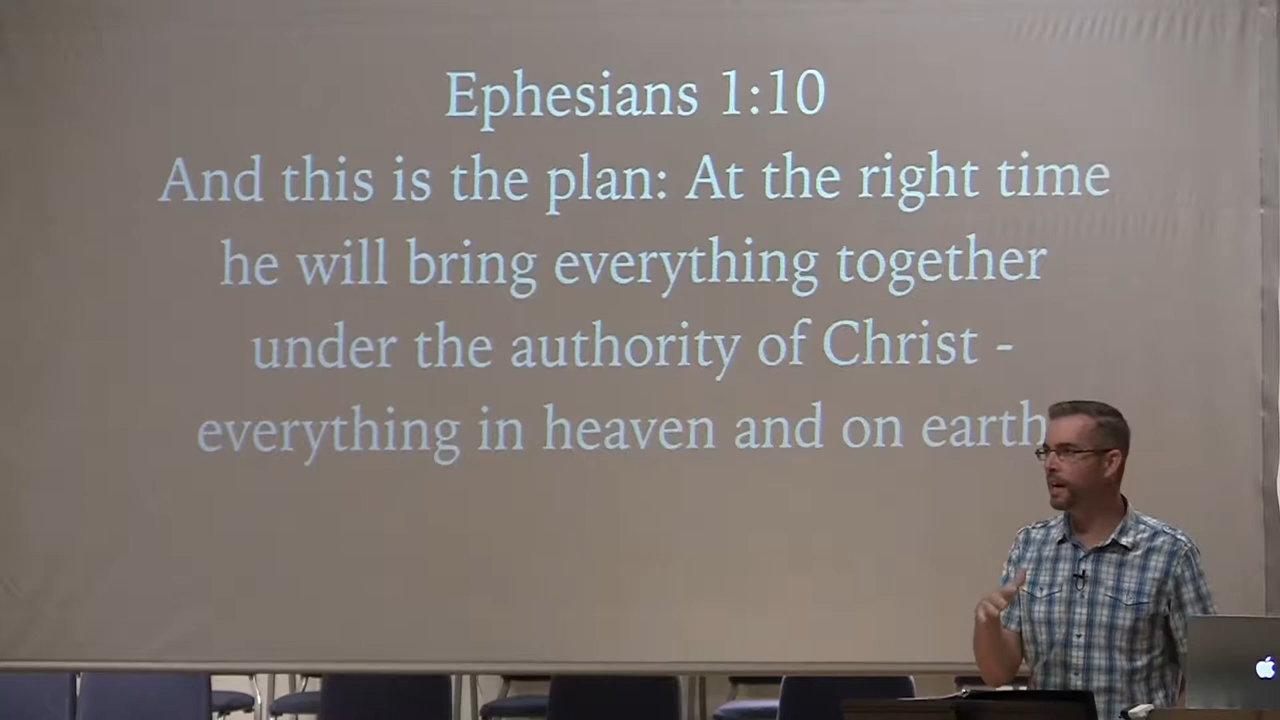 Ephesians 1:10
And this is the plan: At the right time
he will bring everything together
under the authority of Christ -
everything in heaven and on earth